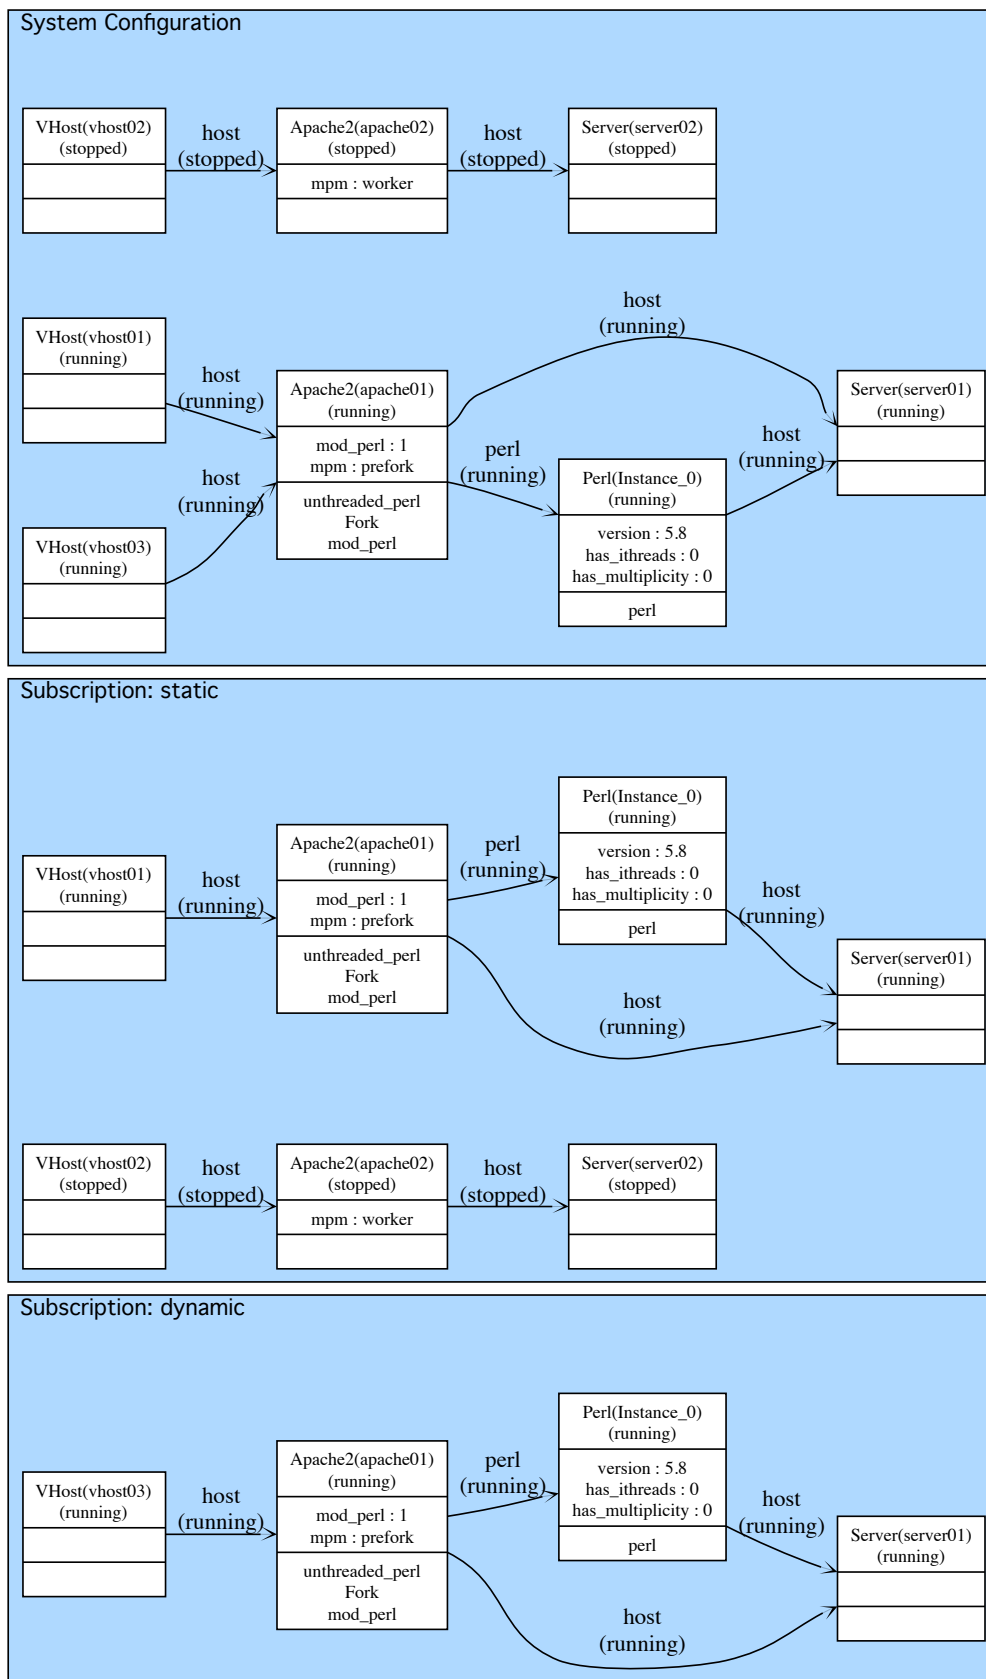 System Configuration
VHost(vhost02)
(stopped)
host
(stopped)
Apache2(apache02)
(stopped)
mpm : worker
host
(stopped)
Server(server02)
(stopped)
VHost(vhost01)
(running)
host
(running)
host
(running)
VHost(vhost03)
(running)
Apache2(apache01)
(running)
mod_perl : 1
mpm : prefork
unthreaded_perl
Fork
mod_perl
host
(running)
perl
(running)
Perl(Instance_0)
(running)
version : 5.8
has_ithreads : 0
has_multiplicity : 0
perl
host
(running)
Server(server01)
(running)
Subscription: static
VHost(vhost01)
(running)
host
(running)
Apache2(apache01)
(running)
mod_perl : 1
mpm : prefork
unthreaded_perl
Fork
mod_perl
perl
(running)
Perl(Instance_0)
(running)
version : 5.8
has_ithreads : 0
has_multiplicity : 0
perl
host
(running)
host
(running)
Server(server01)
(running)
VHost(vhost02)
(stopped)
host
(stopped)
Apache2(apache02)
(stopped)
mpm : worker
host
(stopped)
Server(server02)
(stopped)
Subscription: dynamic
VHost(vhost03)
(running)
host
(running)
Apache2(apache01)
(running)
mod_perl : 1
mpm : prefork
unthreaded_perl
Fork
mod_perl
perl
(running)
Perl(Instance_0)
(running)
version : 5.8
has_ithreads : 0
has_multiplicity : 0
perl
host
(running)
host
(running)
Server(server01)
(running)